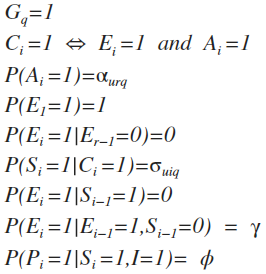 G_q=1
C_i=1 ⇔ E_i=1 and A_i=1
P(A_i=1)=α_urq
P(E_1=1)=1
P(E_i=1|E_r-1=0)=0
P(S_i=1|C_i=1)=σ_uiq
P(E_i=1|S_i-1=1)=0
P(E_i=1|E_i-1=1,S_i-1=0) = γ
P(P_i=1|S_i=1,I=1)= ϕ